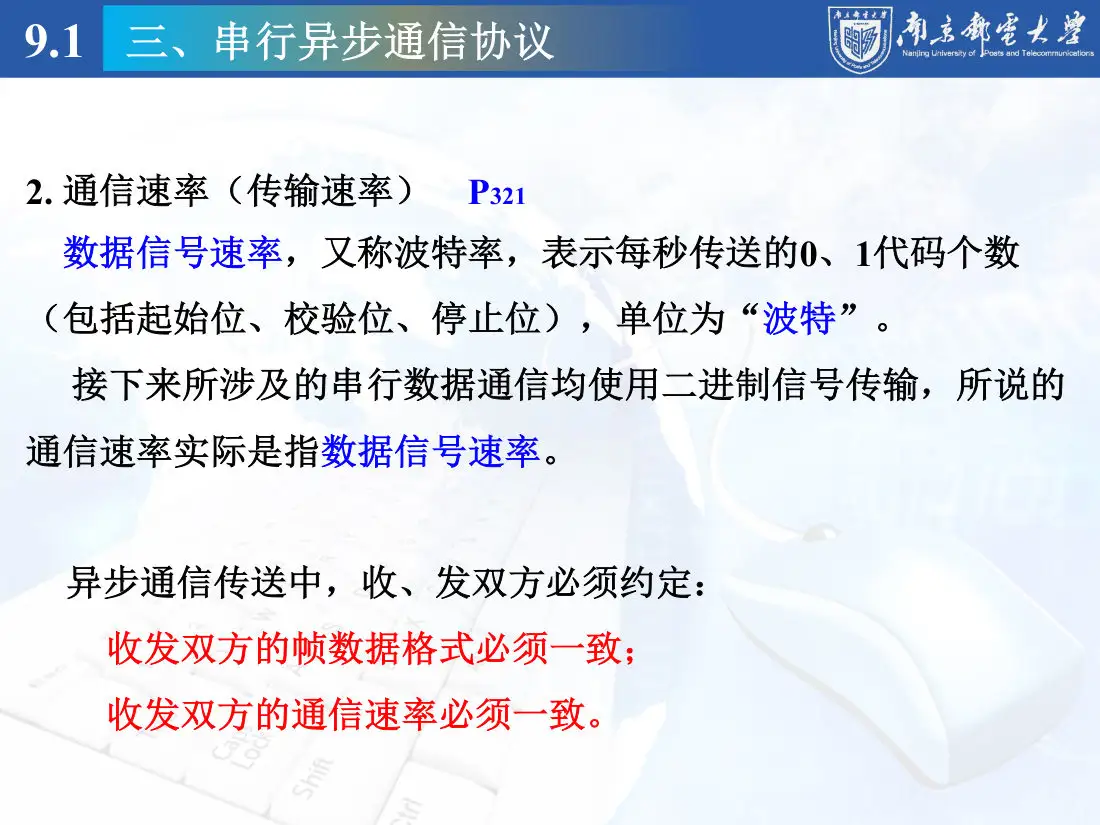 9.1 三、串行异步通信协议
南京邮电大学
Nanjing University of Posts and Telecommunications
2. 通信速率（传输速率） P321
数据信号速率，又称波特率，表示每秒传送的0、1代码个数
（包括起始位、校验位、停止位），单位为“波特”。
接下来所涉及的串行数据通信均使用二进制信号传输，所说的
通信速率实际是指数据信号速率。
异步通信传送中，收、发双方必须约定：
收发双方的帧数据格式必须一致；
收发双方的通信速率必须一致。
Caps
Lock
Shift
Ctrl